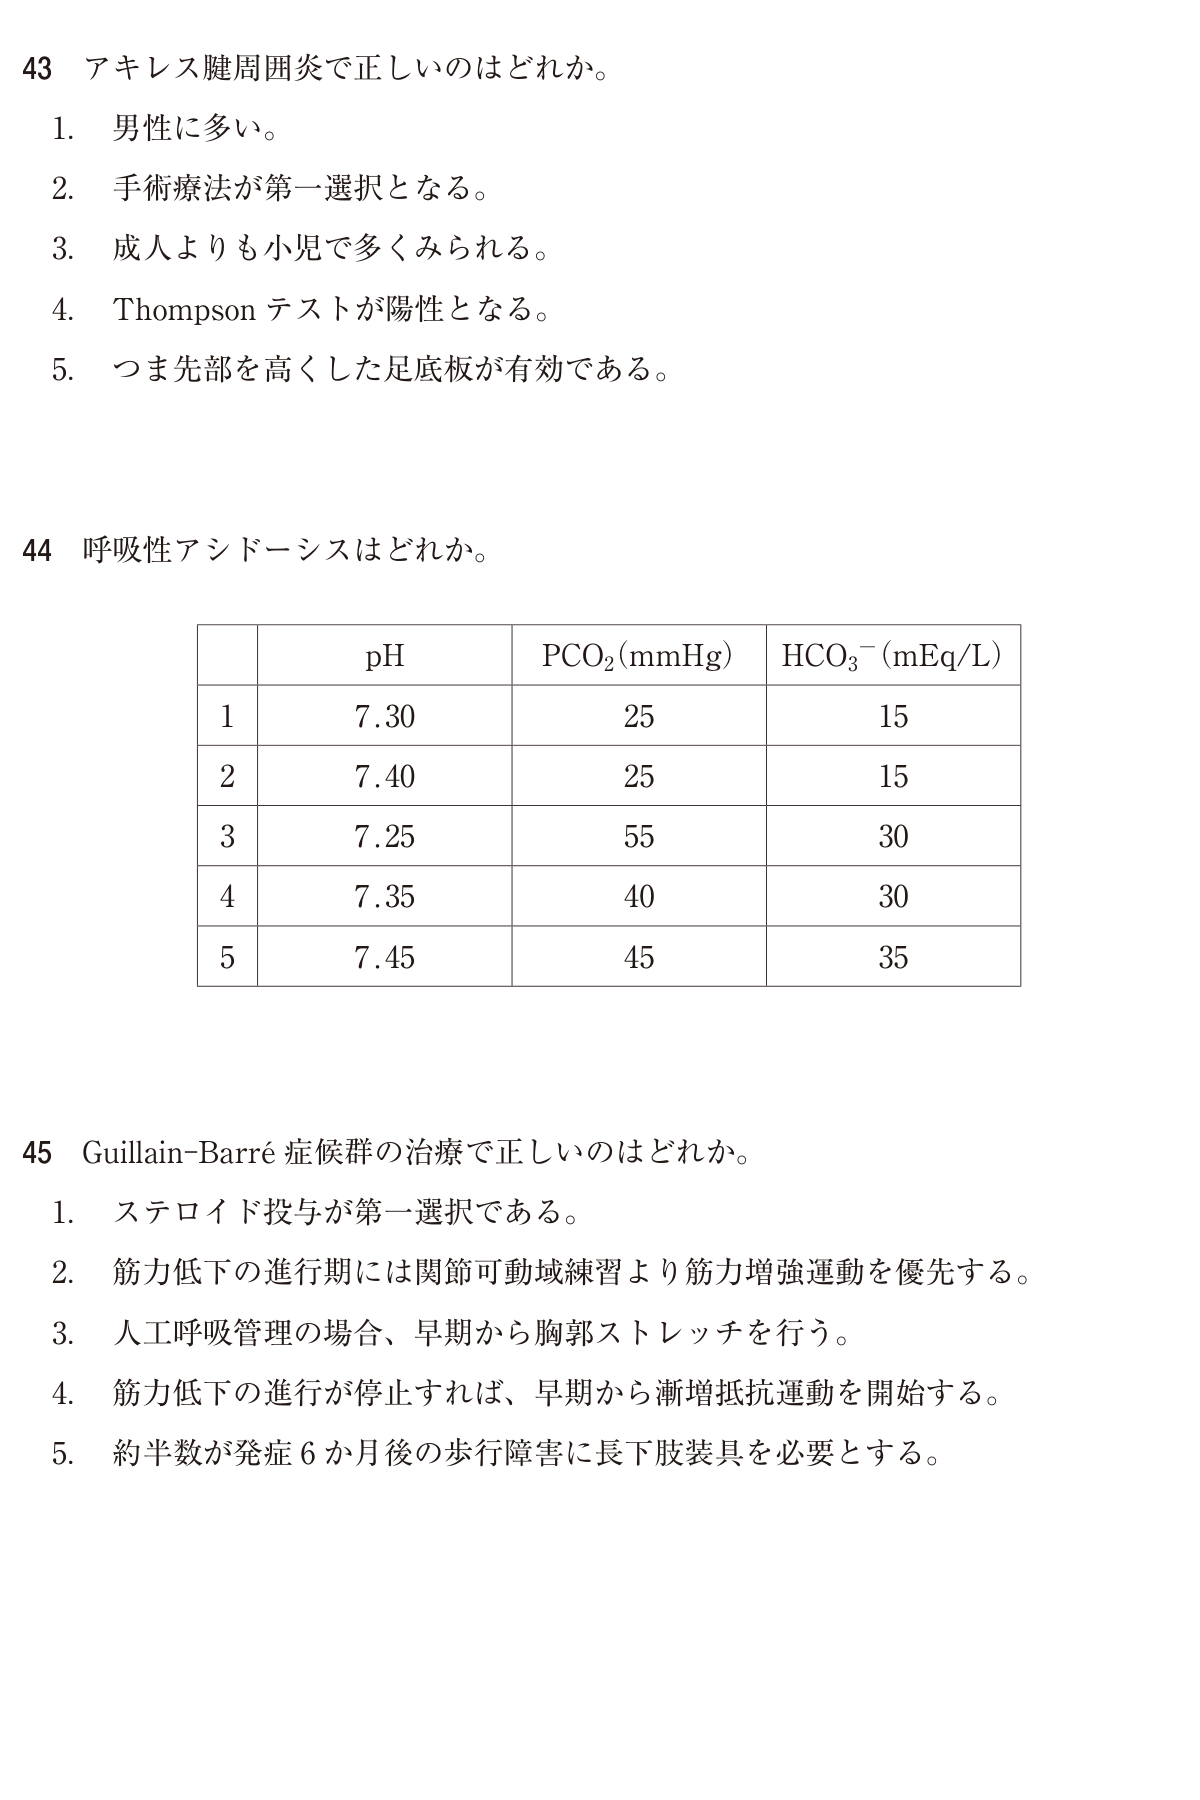 43 アキレス腱周囲炎で正しいのはどれか。
1. 男性に多い。
2. 手術療法が第一選択となる。
3. 成人よりも小児で多くみられる。
4. Thompson テストが陽性となる。
5. つま先部を高くした足底板が有効である。
44 呼吸性アシドーシスはどれか。
pH PCO₂(mmHg) HCO₃⁻(mEq/L)
1 7.30 25 15
2 7.40 25 15
3 7.25 55 30
4 7.35 40 30
5 7.45 45 35
45 Guillain-Barré 症候群の治療で正しいのはどれか。
1. ステロイド投与が第一選択である。
2. 筋力低下の進行期には関節可動域練習より筋力増強運動を優先する。
3. 人工呼吸管理の場合、早期から胸郭ストレッチを行う。
4. 筋力低下の進行が停止すれば、早期から漸増抵抗運動を開始する。
5. 約半数が発症 6 か月後の歩行障害に長下肢装具を必要とする。